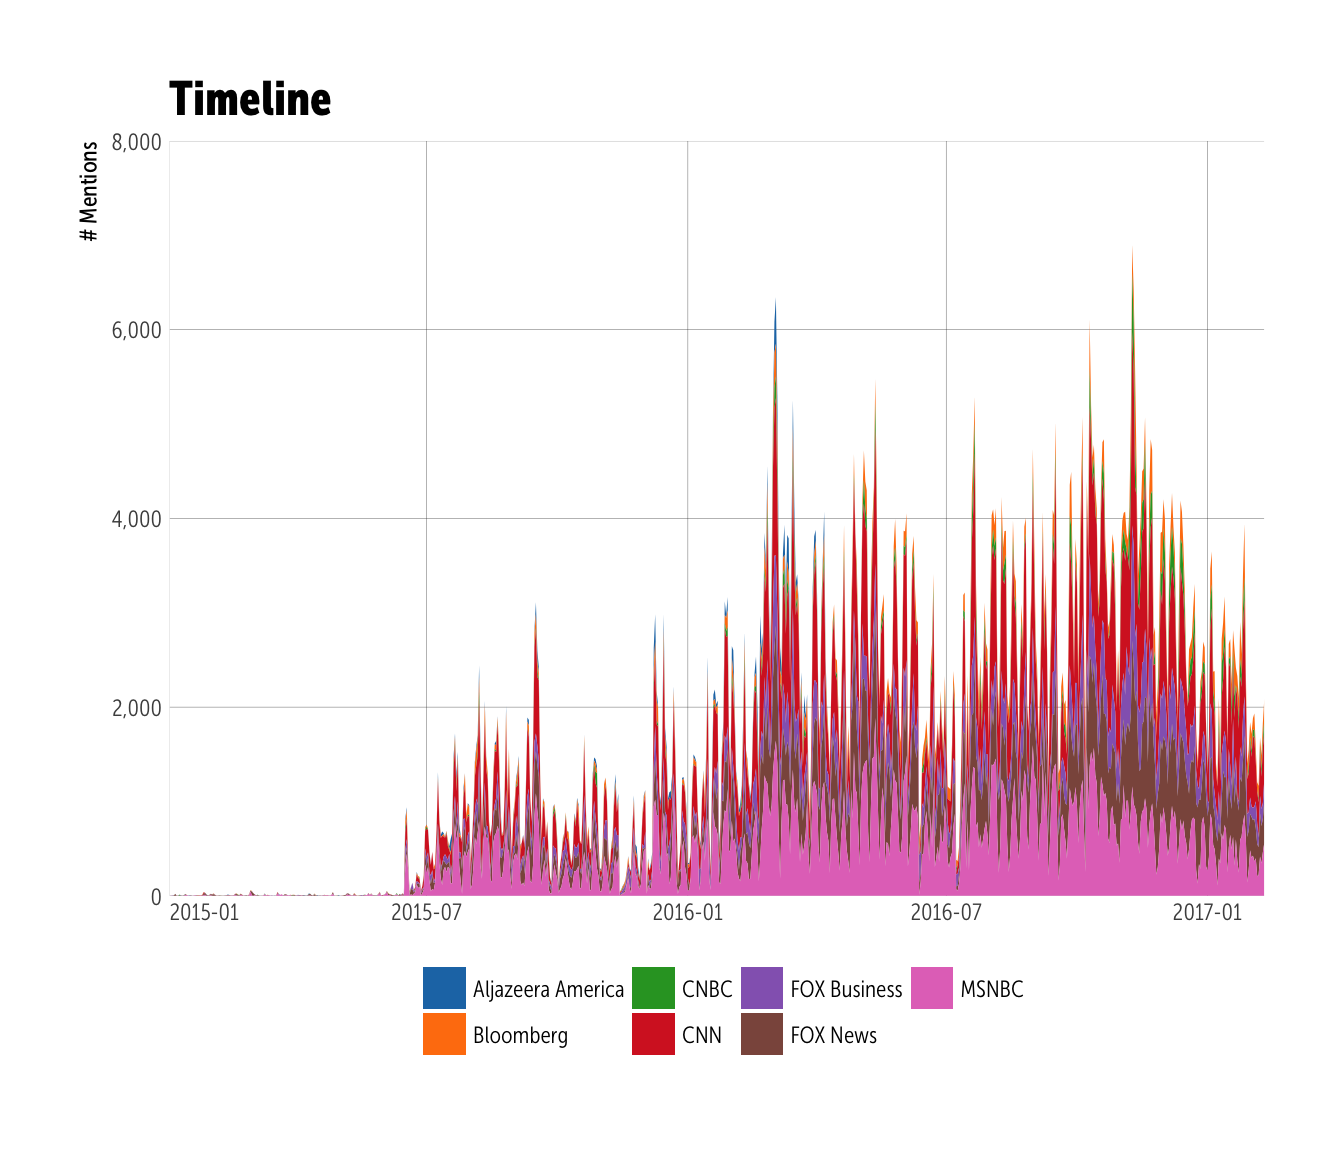 Timeline
# Mentions
8,000
6,000
4,000
2,000
0
2015-01 2015-07 2016-01 2016-07 2017-01
Aljazeera America CNBC FOX Business MSNBC
Bloomberg CNN FOX News